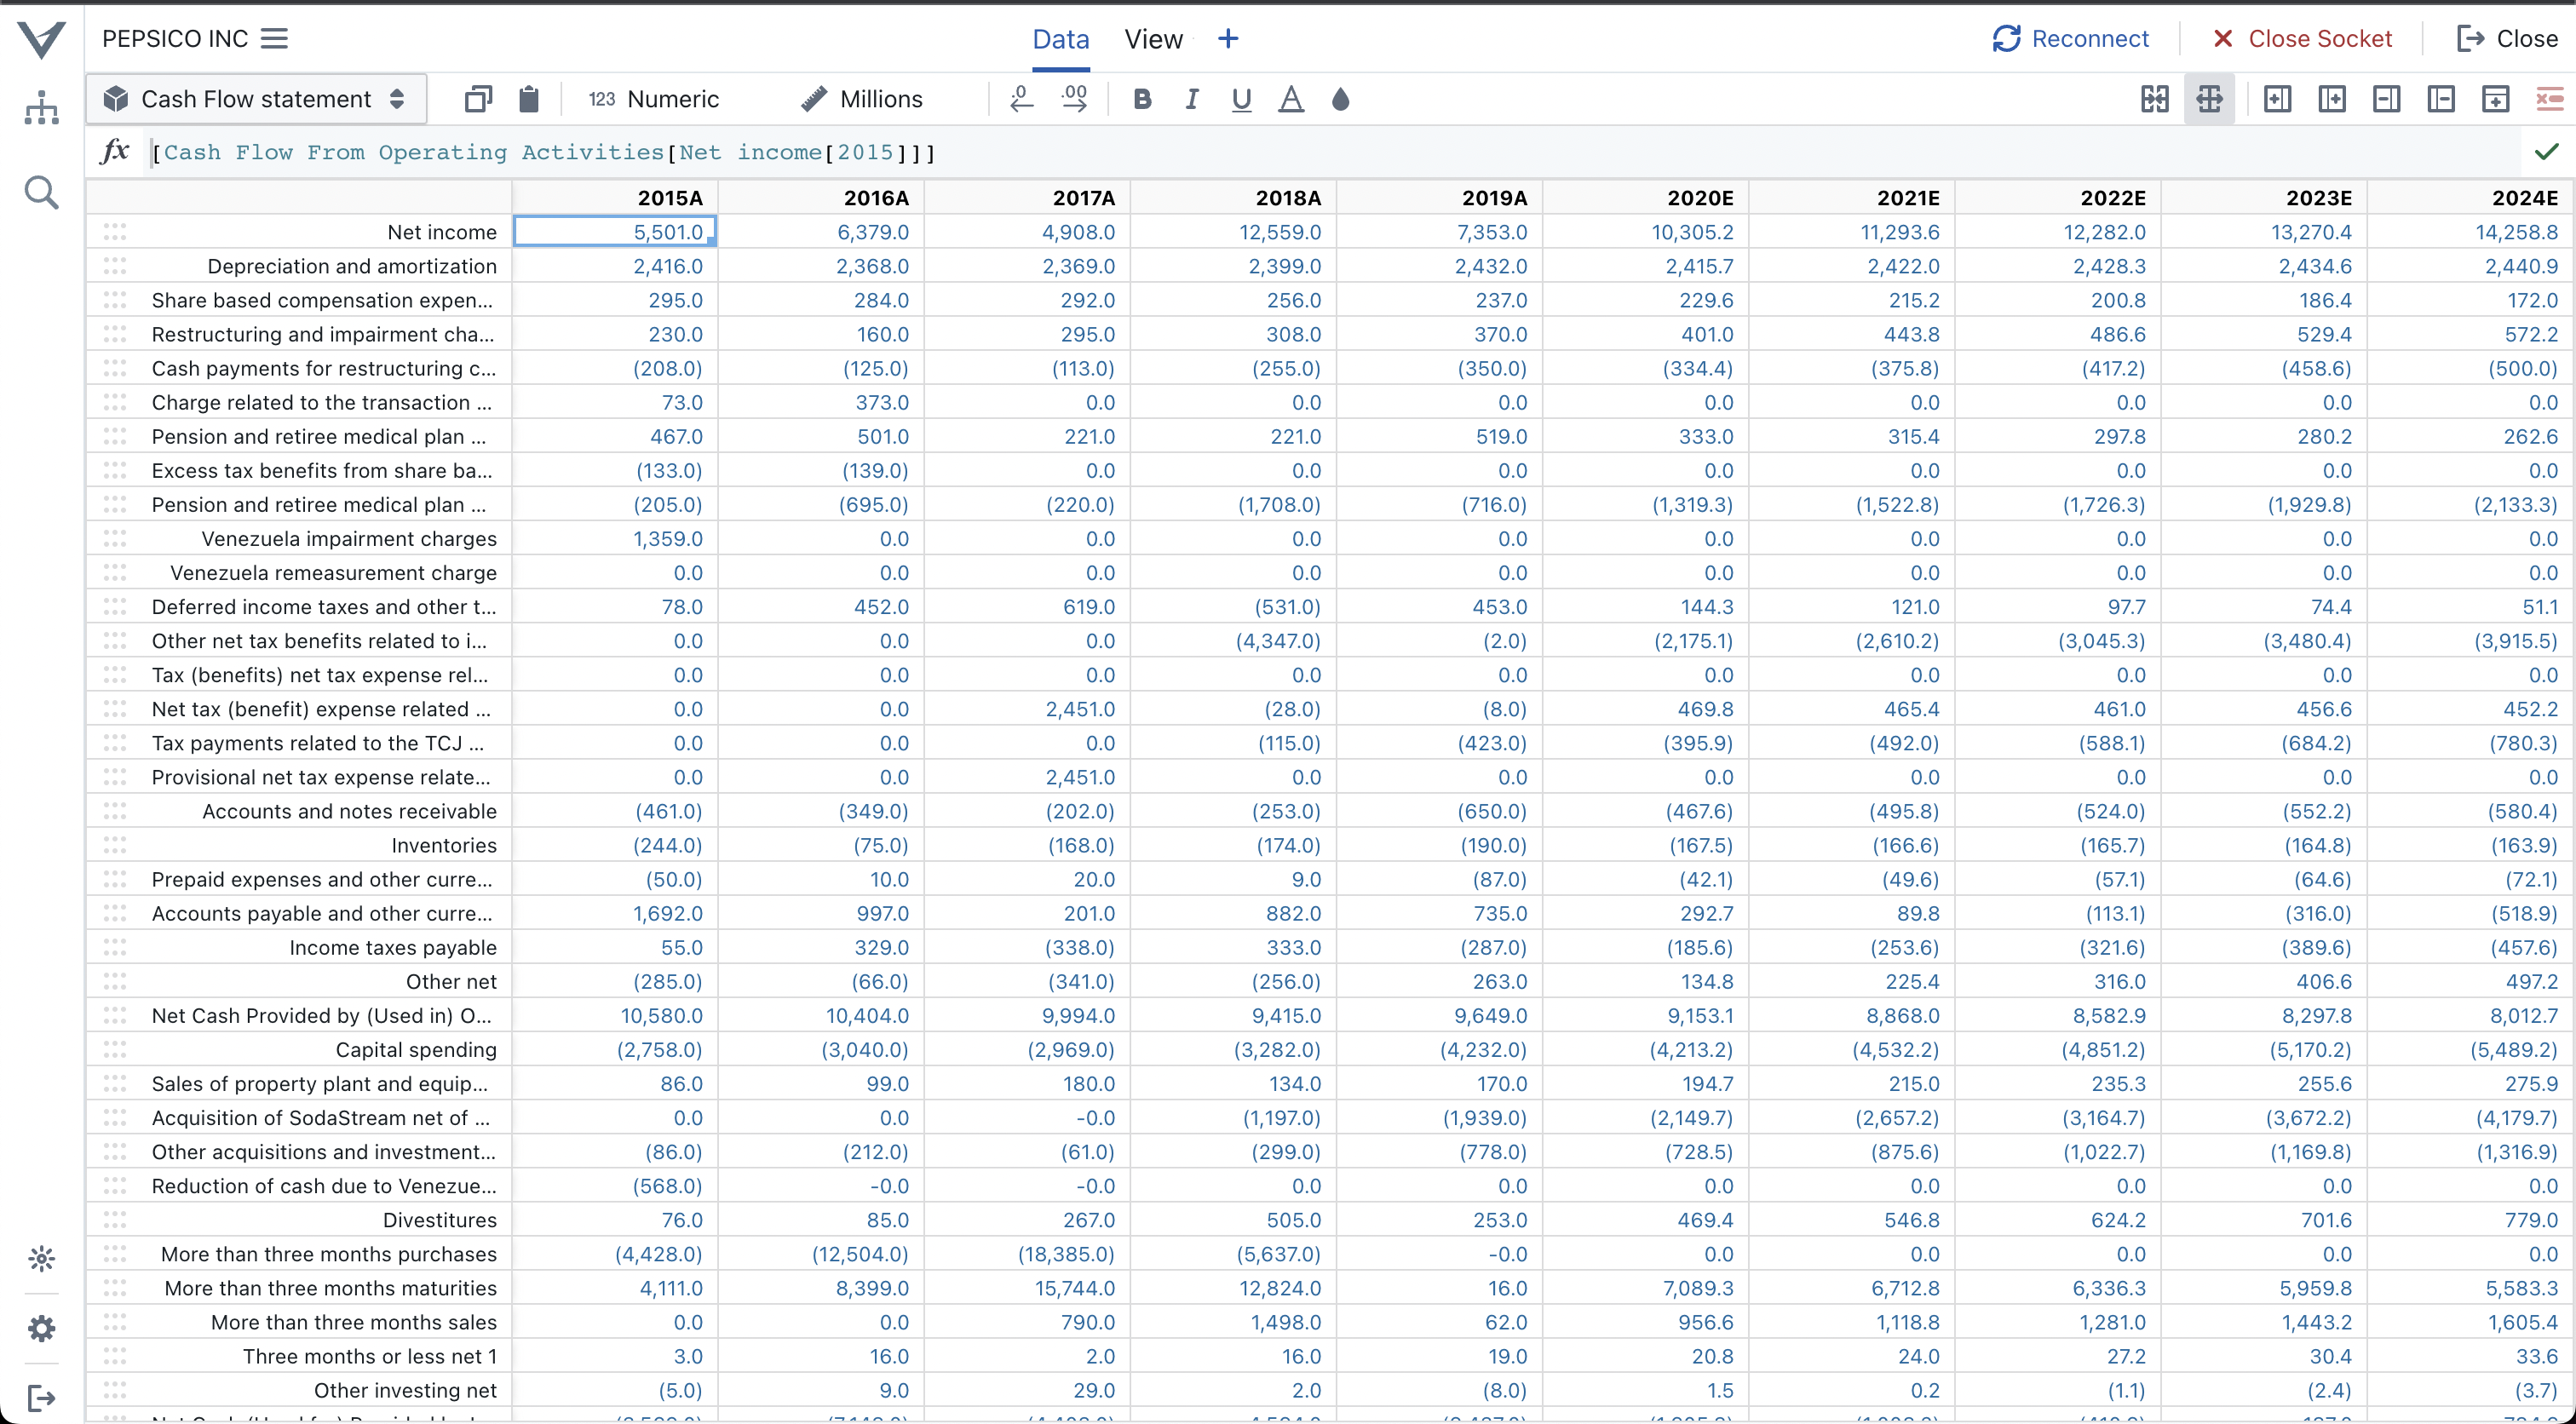 PEPSICO INC Data View + Reconnect Close Socket Close
Cash Flow statement 123 Numeric Millions .0 .00 B I U A
fx [Cash Flow From Operating Activities[Net income[2015]]]
2015A 2016A 2017A 2018A 2019A 2020E 2021E 2022E 2023E 2024E
Net income 5,501.0 6,379.0 4,908.0 12,559.0 7,353.0 10,305.2 11,293.6 12,282.0 13,270.4 14,258.8
Depreciation and amortization 2,416.0 2,368.0 2,369.0 2,399.0 2,432.0 2,415.7 2,422.0 2,428.3 2,434.6 2,440.9
Share based compensation expen... 295.0 284.0 292.0 256.0 237.0 229.6 215.2 200.8 186.4 172.0
Restructuring and impairment cha... 230.0 160.0 295.0 308.0 370.0 401.0 443.8 486.6 529.4 572.2
Cash payments for restructuring c... (208.0) (125.0) (113.0) (255.0) (350.0) (334.4) (375.8) (417.2) (458.6) (500.0)
Charge related to the transaction ... 73.0 373.0 0.0 0.0 0.0 0.0 0.0 0.0 0.0 0.0
Pension and retiree medical plan ... 467.0 501.0 221.0 221.0 519.0 333.0 315.4 297.8 280.2 262.6
Excess tax benefits from share ba... (133.0) (139.0) 0.0 0.0 0.0 0.0 0.0 0.0 0.0 0.0
Pension and retiree medical plan ... (205.0) (695.0) (220.0) (1,708.0) (716.0) (1,319.3) (1,522.8) (1,726.3) (1,929.8) (2,133.3)
Venezuela impairment charges 1,359.0 0.0 0.0 0.0 0.0 0.0 0.0 0.0 0.0 0.0
Venezuela remeasurement charge 0.0 0.0 0.0 0.0 0.0 0.0 0.0 0.0 0.0 0.0
Deferred income taxes and other t... 78.0 452.0 619.0 (531.0) 453.0 144.3 121.0 97.7 74.4 51.1
Other net tax benefits related to i... 0.0 0.0 0.0 (4,347.0) (2.0) (2,175.1) (2,610.2) (3,045.3) (3,480.4) (3,915.5)
Tax (benefits) net tax expense rel... 0.0 0.0 0.0 0.0 0.0 0.0 0.0 0.0 0.0 0.0
Net tax (benefit) expense related ... 0.0 0.0 2,451.0 (28.0) (8.0) 469.8 465.4 461.0 456.6 452.2
Tax payments related to the TCJ ... 0.0 0.0 0.0 (115.0) (423.0) (395.9) (492.0) (588.1) (684.2) (780.3)
Provisional net tax expense relate... 0.0 0.0 2,451.0 0.0 0.0 0.0 0.0 0.0 0.0 0.0
Accounts and notes receivable (461.0) (349.0) (202.0) (253.0) (650.0) (467.6) (495.8) (524.0) (552.2) (580.4)
Inventories (244.0) (75.0) (168.0) (174.0) (190.0) (167.5) (166.6) (165.7) (164.8) (163.9)
Prepaid expenses and other curre... (50.0) 10.0 20.0 9.0 (87.0) (42.1) (49.6) (57.1) (64.6) (72.1)
Accounts payable and other curre... 1,692.0 997.0 201.0 882.0 735.0 292.7 89.8 (113.1) (316.0) (518.9)
Income taxes payable 55.0 329.0 (338.0) 333.0 (287.0) (185.6) (253.6) (321.6) (389.6) (457.6)
Other net (285.0) (66.0) (341.0) (256.0) 263.0 134.8 225.4 316.0 406.6 497.2
Net Cash Provided by (Used in) O... 10,580.0 10,404.0 9,994.0 9,415.0 9,649.0 9,153.1 8,868.0 8,582.9 8,297.8 8,012.7
Capital spending (2,758.0) (3,040.0) (2,969.0) (3,282.0) (4,232.0) (4,213.2) (4,532.2) (4,851.2) (5,170.2) (5,489.2)
Sales of property plant and equip... 86.0 99.0 180.0 134.0 170.0 194.7 215.0 235.3 255.6 275.9
Acquisition of SodaStream net of ... 0.0 0.0 -0.0 (1,197.0) (1,939.0) (2,149.7) (2,657.2) (3,164.7) (3,672.2) (4,179.7)
Other acquisitions and investment... (86.0) (212.0) (61.0) (299.0) (778.0) (728.5) (875.6) (1,022.7) (1,169.8) (1,316.9)
Reduction of cash due to Venezue... (568.0) -0.0 -0.0 0.0 0.0 0.0 0.0 0.0 0.0 0.0
Divestitures 76.0 85.0 267.0 505.0 253.0 469.4 546.8 624.2 701.6 779.0
More than three months purchases (4,428.0) (12,504.0) (18,385.0) (5,637.0) -0.0 0.0 0.0 0.0 0.0 0.0
More than three months maturities 4,111.0 8,399.0 15,744.0 12,824.0 16.0 7,089.3 6,712.8 6,336.3 5,959.8 5,583.3
More than three months sales 0.0 0.0 790.0 1,498.0 62.0 956.6 1,118.8 1,281.0 1,443.2 1,605.4
Three months or less net 1 3.0 16.0 2.0 16.0 19.0 20.8 24.0 27.2 30.4 33.6
Other investing net (5.0) 9.0 29.0 2.0 (8.0) 1.5 0.2 (1.1) (2.4) (3.7)